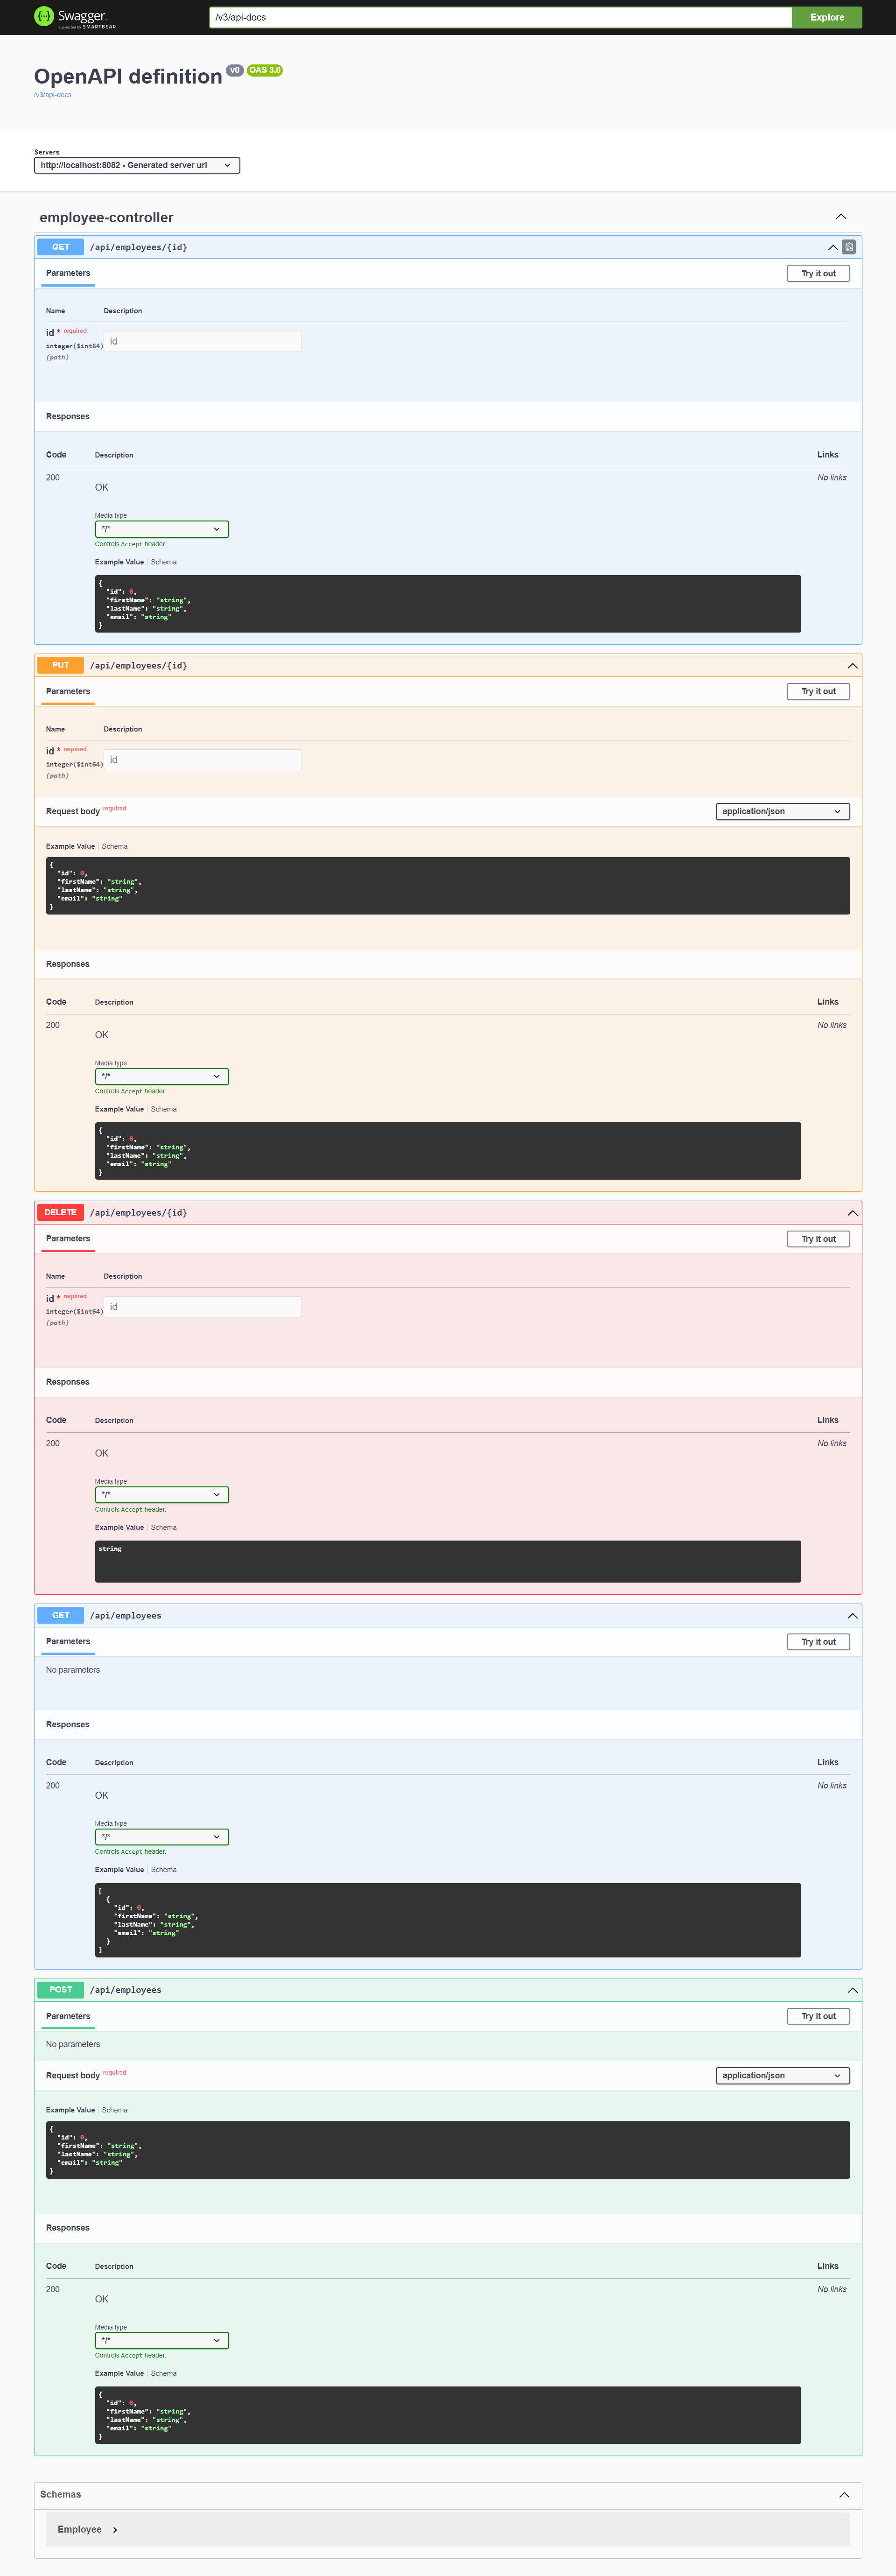 Swagger.
Supported by SMARTBEAR
/v3/api-docs
Explore
OpenAPI definition v0 OAS 3.0
/v3/api-docs
Servers
http://localhost:8082 - Generated server url
employee-controller
GET /api/employees/{id}
Parameters Try it out
Name Description
id * required
integer($int64)
(path)
id
Responses
Code Description Links
200 OK No links
Media type
*/*
Controls Accept header.
Example Value Schema
{
"id": 0,
"firstName": "string",
"lastName": "string",
"email": "string"
}
PUT /api/employees/{id}
Parameters Try it out
Name Description
id * required
integer($int64)
(path)
id
Request body required application/json
Example Value Schema
{
"id": 0,
"firstName": "string",
"lastName": "string",
"email": "string"
}
Responses
Code Description Links
200 OK No links
Media type
*/*
Controls Accept header.
Example Value Schema
{
"id": 0,
"firstName": "string",
"lastName": "string",
"email": "string"
}
DELETE /api/employees/{id}
Parameters Try it out
Name Description
id * required
integer($int64)
(path)
id
Responses
Code Description Links
200 OK No links
Media type
*/*
Controls Accept header.
Example Value Schema
string
GET /api/employees
Parameters Try it out
No parameters
Responses
Code Description Links
200 OK No links
Media type
*/*
Controls Accept header.
Example Value Schema
[
{
"id": 0,
"firstName": "string",
"lastName": "string",
"email": "string"
}
]
POST /api/employees
Parameters Try it out
No parameters
Request body required application/json
Example Value Schema
{
"id": 0,
"firstName": "string",
"lastName": "string",
"email": "string"
}
Responses
Code Description Links
200 OK No links
Media type
*/*
Controls Accept header.
Example Value Schema
{
"id": 0,
"firstName": "string",
"lastName": "string",
"email": "string"
}
Schemas
Employee